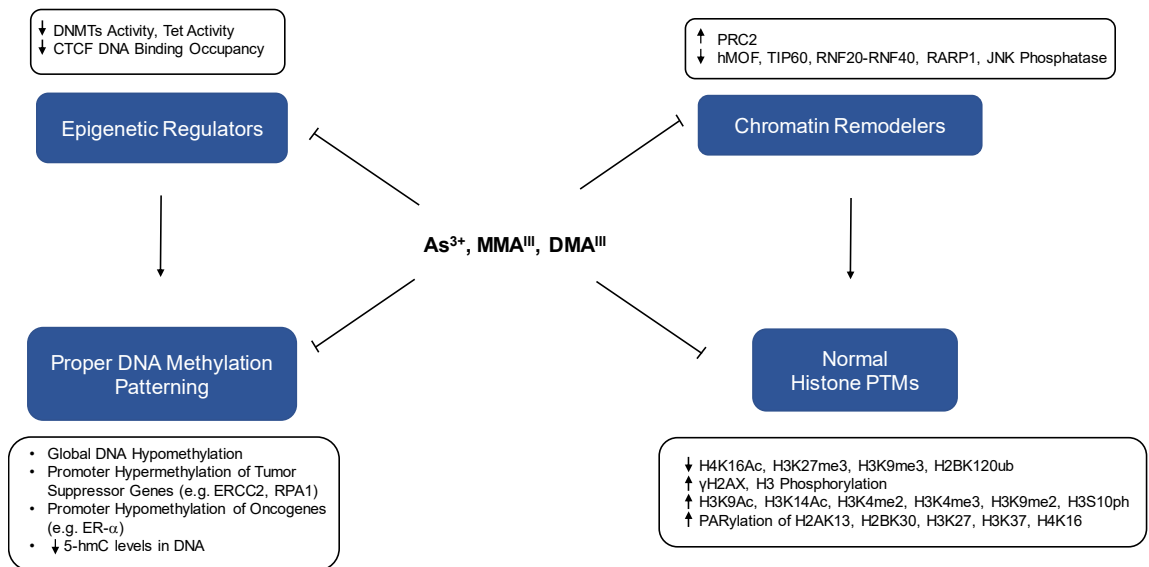 ↓ DNMTs Activity, Tet Activity
↓ CTCF DNA Binding Occupancy
Epigenetic Regulators
↑ PRC2
↓ hMOF, TIP60, RNF20-RNF40, RARP1, JNK Phosphatase
Chromatin Remodelers
As³⁺, MMAᴵᴵᴵ, DMAᴵᴵᴵ
Proper DNA Methylation
Patterning
Normal
Histone PTMs
• Global DNA Hypomethylation
• Promoter Hypermethylation of Tumor
Suppressor Genes (e.g. ERCC2, RPA1)
• Promoter Hypomethylation of Oncogenes
(e.g. ER-α)
• ↓ 5-hmC levels in DNA
↓ H4K16Ac, H3K27me3, H3K9me3, H2BK120ub
↑ γH2AX, H3 Phosphorylation
↑ H3K9Ac, H3K14Ac, H3K4me2, H3K4me3, H3K9me2, H3S10ph
↑ PARylation of H2AK13, H2BK30, H3K27, H3K37, H4K16